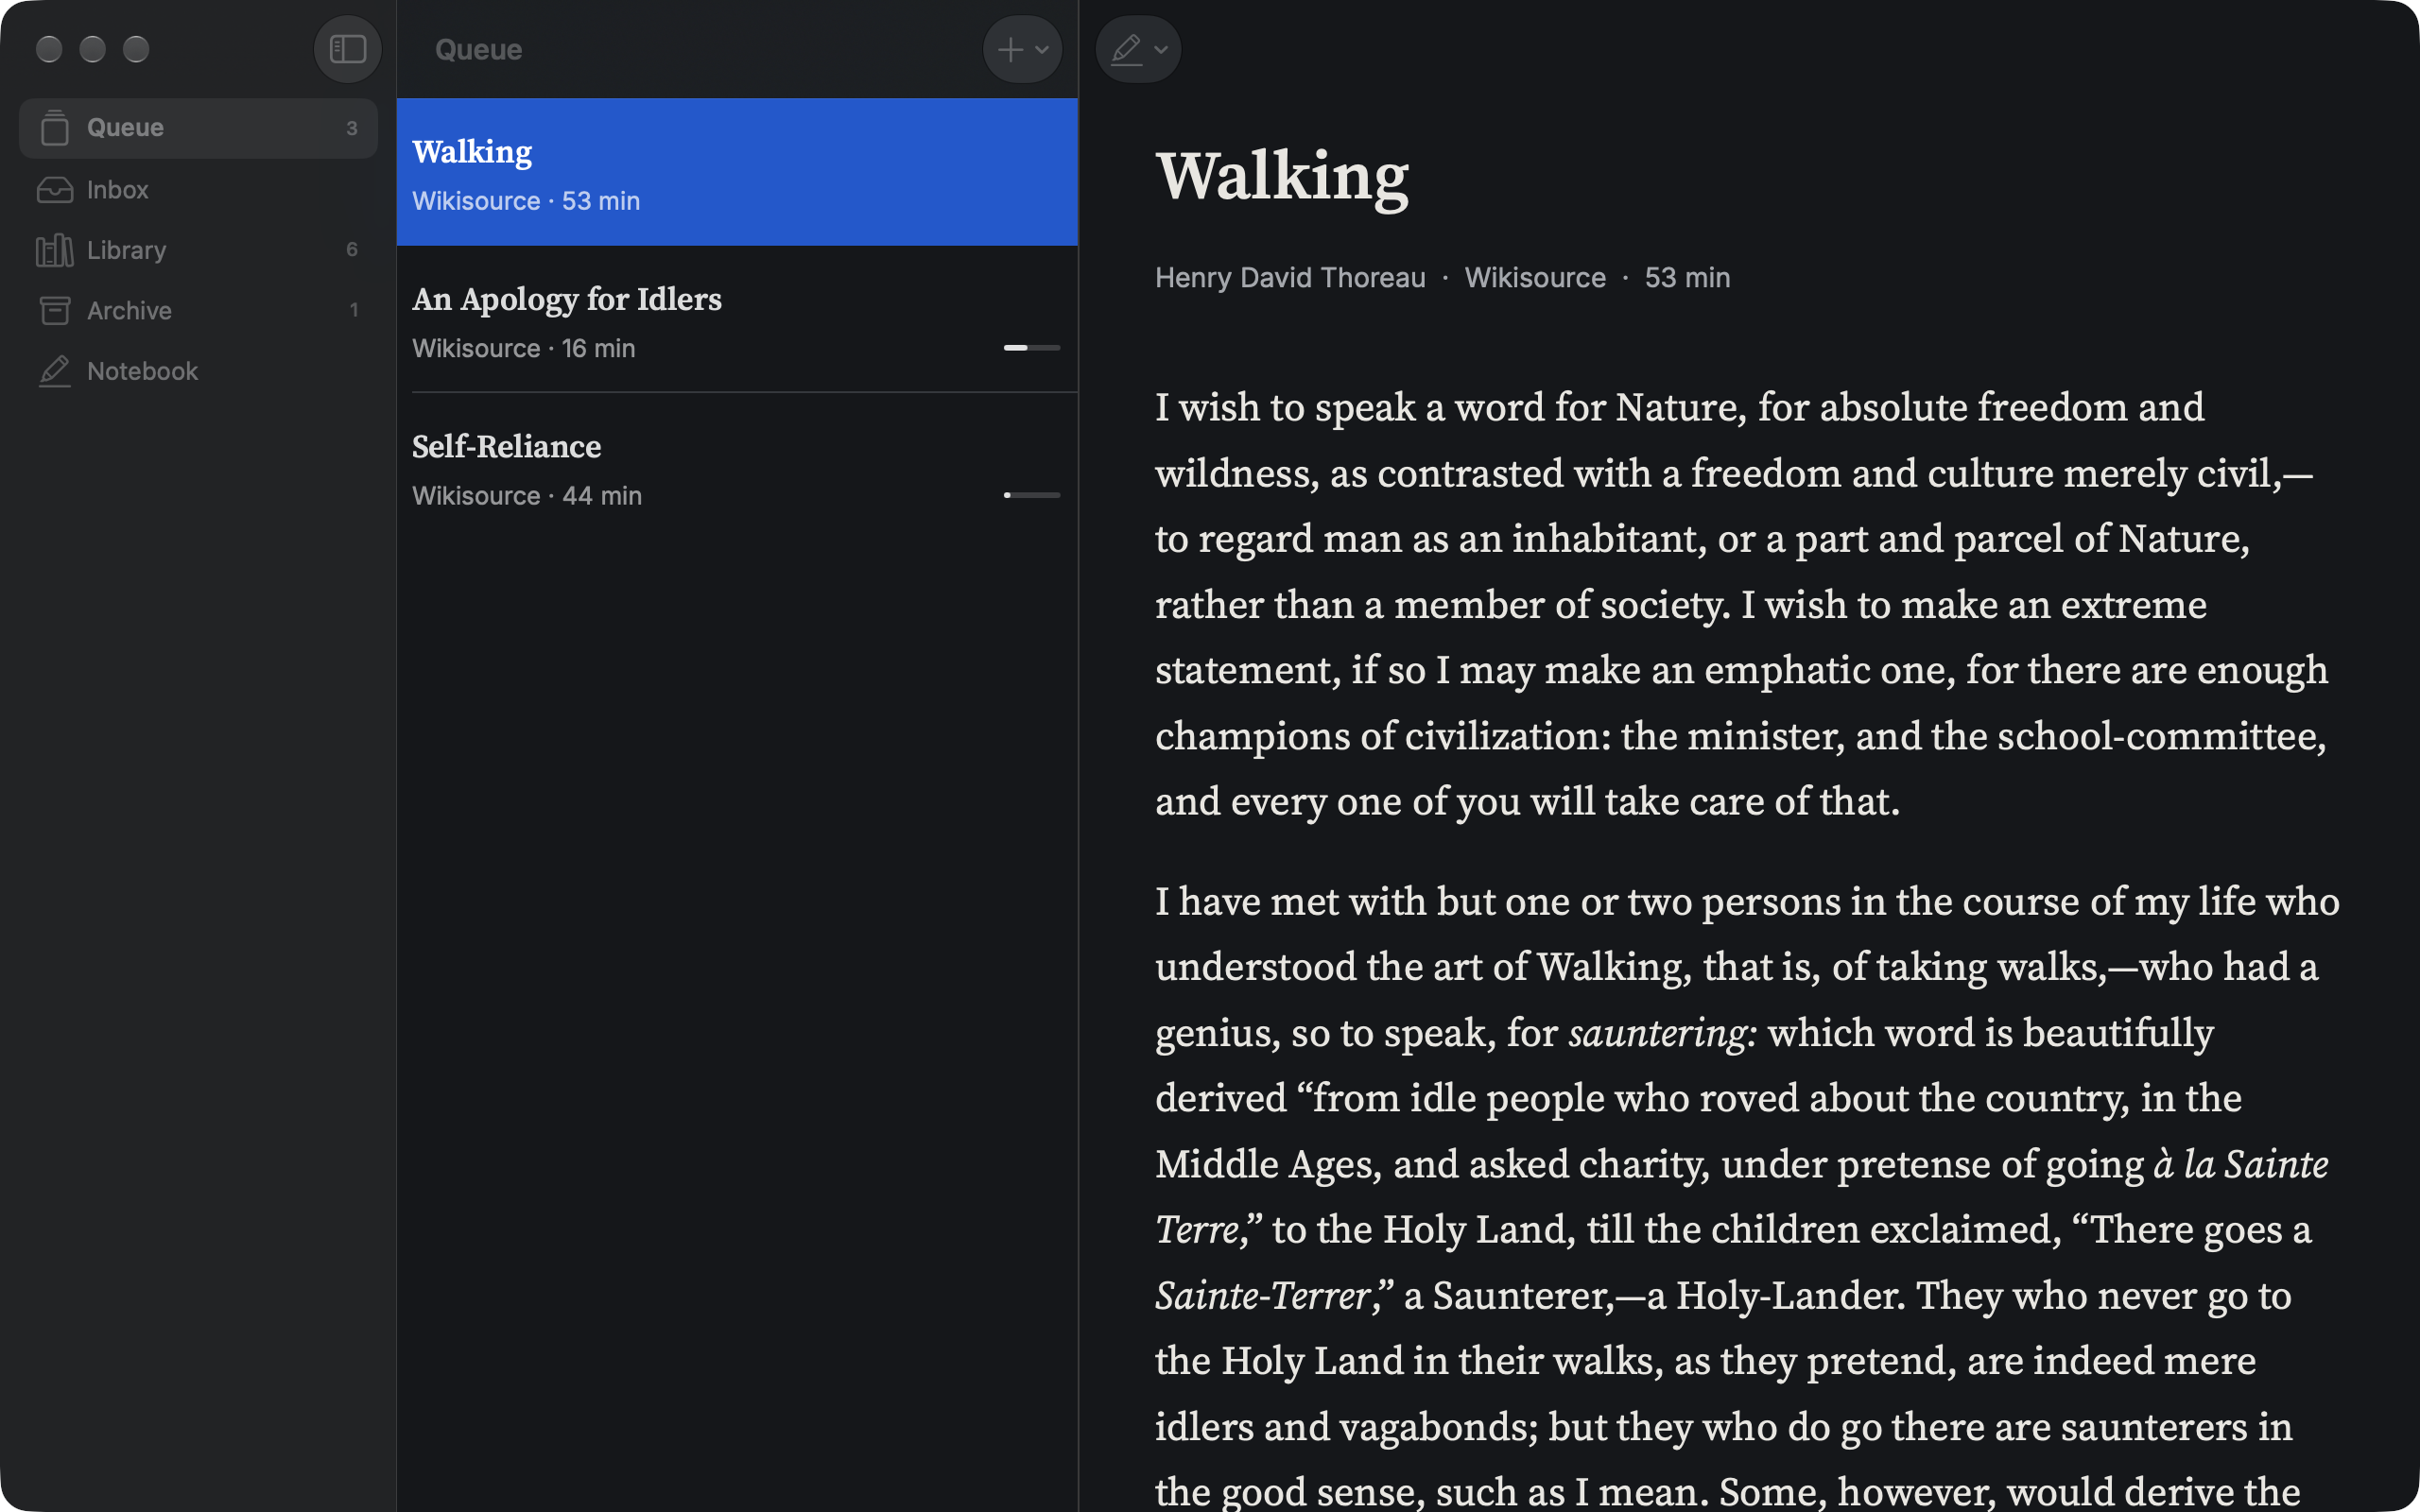 Queue
3
Inbox
Library
6
Archive
1
Notebook
Queue
Walking
Wikisource · 53 min
An Apology for Idlers
Wikisource · 16 min
Self-Reliance
Wikisource · 44 min
Walking
Henry David Thoreau · Wikisource · 53 min
I wish to speak a word for Nature, for absolute freedom and
wildness, as contrasted with a freedom and culture merely civil,—
to regard man as an inhabitant, or a part and parcel of Nature,
rather than a member of society. I wish to make an extreme
statement, if so I may make an emphatic one, for there are enough
champions of civilization: the minister, and the school-committee,
and every one of you will take care of that.
I have met with but one or two persons in the course of my life who
understood the art of Walking, that is, of taking walks,—who had a
genius, so to speak, for sauntering: which word is beautifully
derived “from idle people who roved about the country, in the
Middle Ages, and asked charity, under pretense of going à la Sainte
Terre,” to the Holy Land, till the children exclaimed, “There goes a
Sainte-Terrer,” a Saunterer,—a Holy-Lander. They who never go to
the Holy Land in their walks, as they pretend, are indeed mere
idlers and vagabonds; but they who do go there are saunterers in
the good sense, such as I mean. Some, however, would derive the